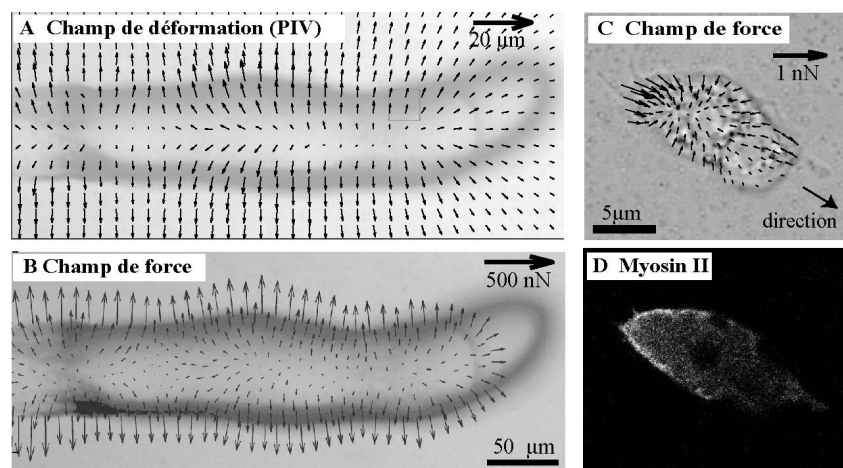 A Champ de déformation (PIV)
20 µm
B Champ de force
500 nN
50 µm
C Champ de force
1 nN
5µm
direction
D Myosin II